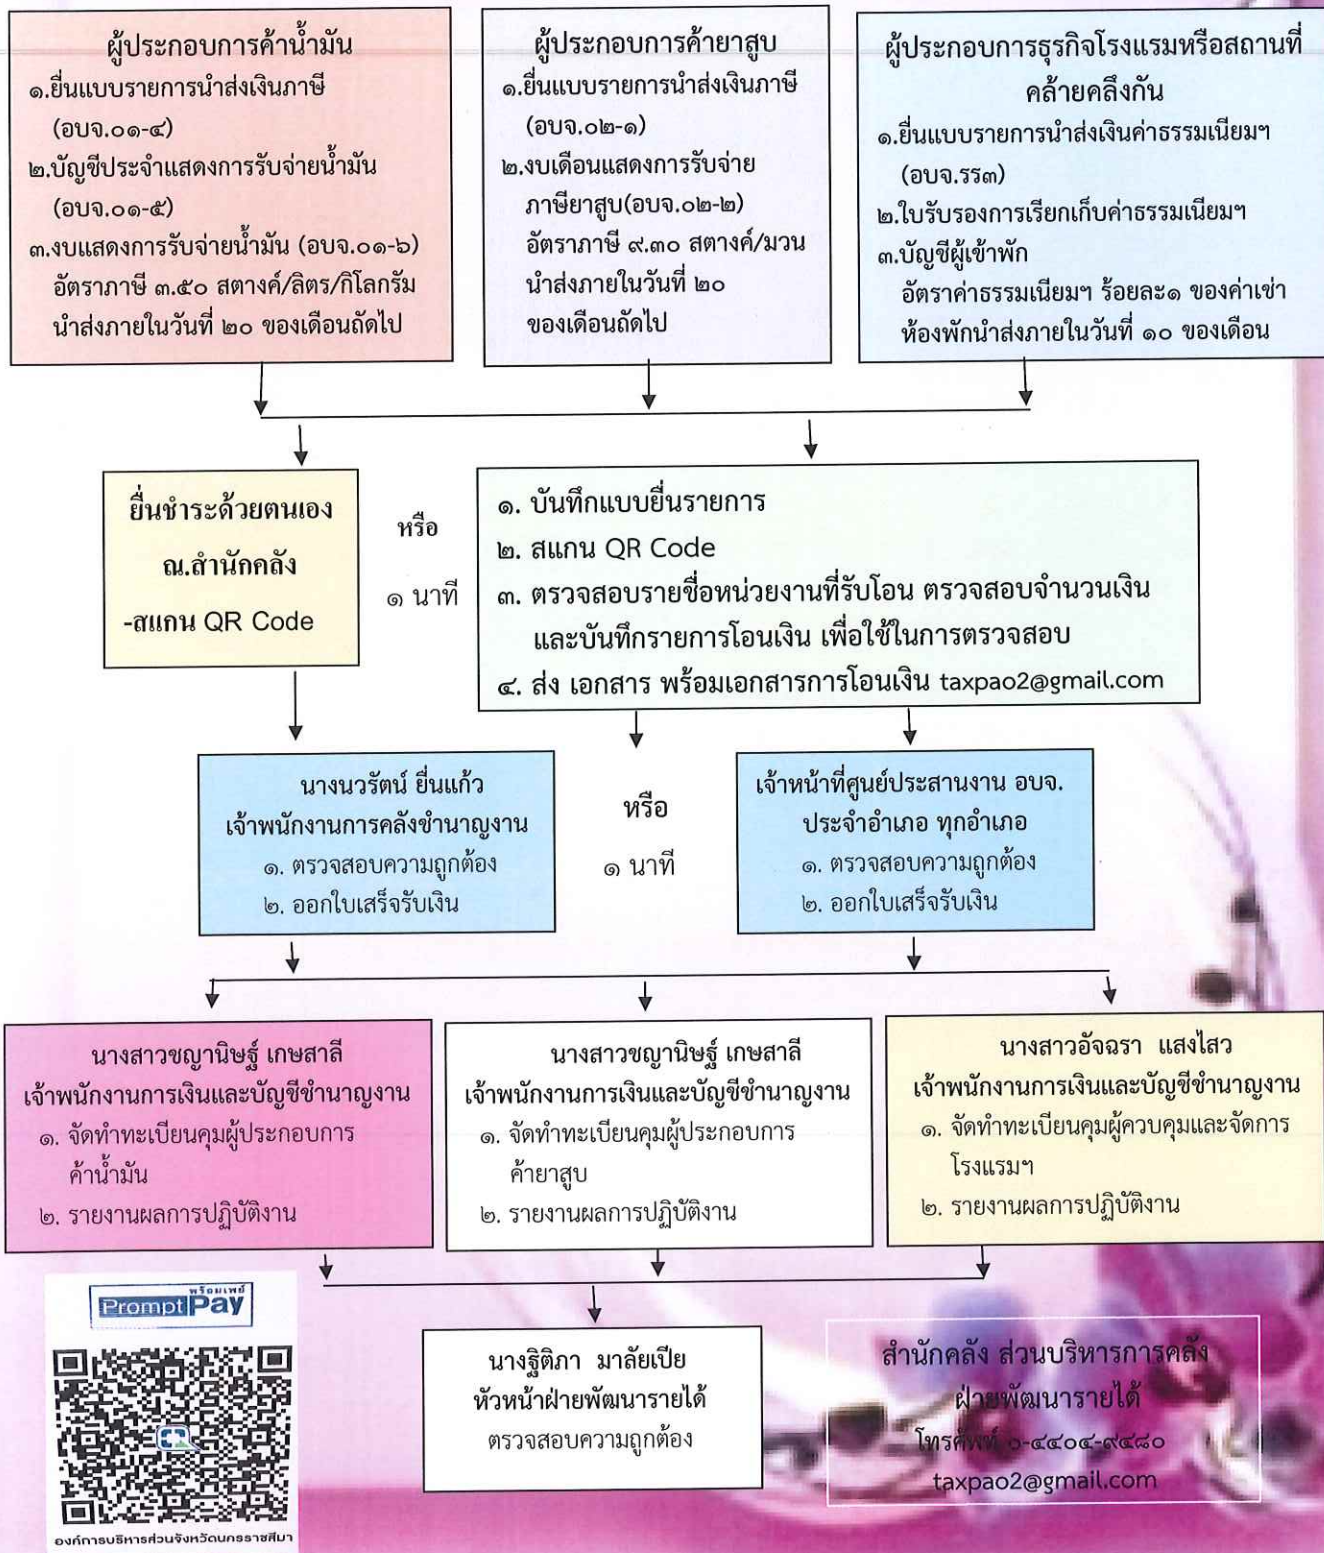 ผู้ประกอบการค้าน้ำมัน
๑.ยื่นแบบรายการนำส่งเงินภาษี
(อบจ.๐๑-๔)
๒.บัญชีประจำแสดงการรับจ่ายน้ำมัน
(อบจ.๐๑-๕)
๓.งบแสดงการรับจ่ายน้ำมัน (อบจ.๐๑-๖)
อัตราภาษี ๓.๕๐ สตางค์/ลิตร/กิโลกรัม
นำส่งภายในวันที่ ๒๐ ของเดือนถัดไป
ผู้ประกอบการค้ายาสูบ
๑.ยื่นแบบรายการนำส่งเงินภาษี
(อบจ.๐๒-๑)
๒.งบเดือนแสดงการรับจ่าย
ภาษียาสูบ(อบจ.๐๒-๒)
อัตราภาษี ๙.๓๐ สตางค์/มวน
นำส่งภายในวันที่ ๒๐
ของเดือนถัดไป
ผู้ประกอบการธุรกิจโรงแรมหรือสถานที่
คล้ายคลึงกัน
๑.ยื่นแบบรายการนำส่งเงินค่าธรรมเนียมฯ
(อบจ.รร๓)
๒.ใบรับรองการเรียกเก็บค่าธรรมเนียมฯ
๓.บัญชีผู้เข้าพัก
อัตราค่าธรรมเนียมฯ ร้อยละ๑ ของค่าเช่า
ห้องพักนำส่งภายในวันที่ ๑๐ ของเดือน
ยื่นชำระด้วยตนเอง
ณ.สำนักคลัง
-สแกน QR Code
หรือ
๑ นาที
๑. บันทึกแบบยื่นรายการ
๒. สแกน QR Code
๓. ตรวจสอบรายชื่อหน่วยงานที่รับโอน ตรวจสอบจำนวนเงิน
และบันทึกรายการโอนเงิน เพื่อใช้ในการตรวจสอบ
๔. ส่ง เอกสาร พร้อมเอกสารการโอนเงิน taxpao2@gmail.com
นางนวรัตน์ ยื่นแก้ว
เจ้าพนักงานการคลังชำนาญงาน
๑. ตรวจสอบความถูกต้อง
๒. ออกใบเสร็จรับเงิน
หรือ
๑ นาที
เจ้าหน้าที่ศูนย์ประสานงาน อบจ.
ประจำอำเภอ ทุกอำเภอ
๑. ตรวจสอบความถูกต้อง
๒. ออกใบเสร็จรับเงิน
นางสาวชญานิษฐ์ เกษสาลี
เจ้าพนักงานการเงินและบัญชีชำนาญงาน
๑. จัดทำทะเบียนคุมผู้ประกอบการ
ค้าน้ำมัน
๒. รายงานผลการปฏิบัติงาน
นางสาวชญานิษฐ์ เกษสาลี
เจ้าพนักงานการเงินและบัญชีชำนาญงาน
๑. จัดทำทะเบียนคุมผู้ประกอบการ
ค้ายาสูบ
๒. รายงานผลการปฏิบัติงาน
นางสาวอัจฉรา แสงไสว
เจ้าพนักงานการเงินและบัญชีชำนาญงาน
๑. จัดทำทะเบียนคุมผู้ควบคุมและจัดการ
โรงแรมฯ
๒. รายงานผลการปฏิบัติงาน
พร้อมเพย์
PromptPay
องค์การบริหารส่วนจังหวัดนครราชสีมา
นางฐิติภา มาลัยเปีย
หัวหน้าฝ่ายพัฒนารายได้
ตรวจสอบความถูกต้อง
สำนักคลัง ส่วนบริหารการคลัง
ฝ่ายพัฒนารายได้
โทรศัพท์ ๐-๔๔๐๔-๙๔๘๐
taxpao2@gmail.com